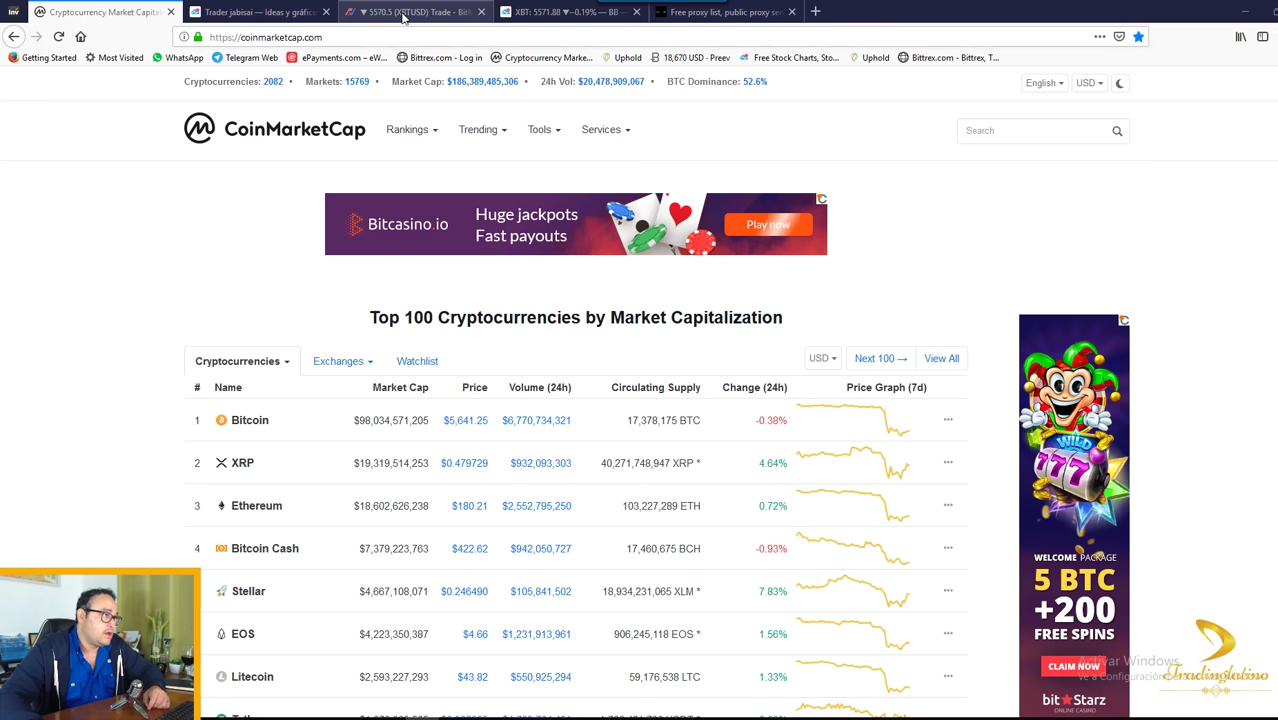 Cryptocurrency Market Capital
Trader jabisai — Ideas y gráfic
▼ 5570.5 (XBTUSD) Trade - Bit
XBT: 5571.88 ▼−0.19% — BB —
Free proxy list, public proxy ser
https://coinmarketcap.com
Getting Started
Most Visited
WhatsApp
Telegram Web
ePayments.com – eW...
Bittrex.com - Log in
Cryptocurrency Marke...
Uphold
18,670 KGUSD - Preev
Free Stock Charts, Sto...
Uphold
Bittrex.com - Bittrex, T...
Cryptocurrencies: 2082 • Markets: 15769 • Market Cap: $186,389,485,306 • 24h Vol: $20,478,909,067 • BTC Dominance: 52.6%
English
USD
CoinMarketCap
Rankings
Trending
Tools
Services
Search
Bitcasino.io
Huge jackpots
Fast payouts
Play now
Top 100 Cryptocurrencies by Market Capitalization
Cryptocurrencies
Exchanges
Watchlist
USD
Next 100 →
View All
# Name Market Cap Price Volume (24h) Circulating Supply Change (24h) Price Graph (7d)
1 Bitcoin $98,034,571,205 $5,641.25 $6,770,734,321 17,378,175 BTC -0.38%
2 XRP $19,319,514,253 $0.479729 $932,093,303 40,271,748,947 XRP * 4.64%
3 Ethereum $18,602,626,238 $180.21 $2,552,795,250 103,227,289 ETH 0.72%
4 Bitcoin Cash $7,379,223,763 $422.62 $942,050,727 17,460,675 BCH -0.93%
Stellar $4,667,108,071 $0.246490 $105,841,502 18,934,231,065 XLM * 7.83%
EOS $4,223,350,387 $4.66 $1,231,913,961 906,245,118 EOS * 1.56%
Litecoin $2,590,227,293 $43.82 $550,925,294 59,176,538 LTC 1.33%
WILD
777
WELCOME PACKAGE
5 BTC
+200
FREE SPINS
CLAIM NOW
bitStarz
ONLINE CASINO
Activar Windows
Ve a Configuración
Tradinglatino